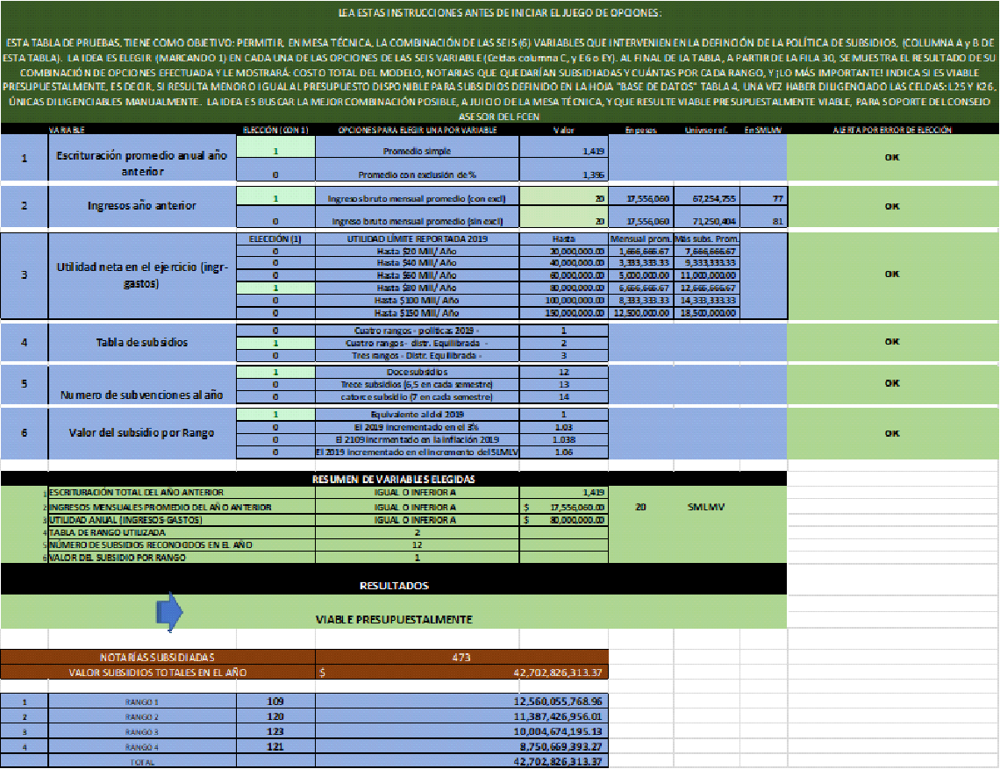 LEA ESTAS INSTRUCCIONES ANTES DE INICIAR EL JUEGO DE OPCIONES:
ESTA TABLA DE PRUEBAS, TIENE COMO OBJETIVO: PERMITIR, EN MESA TÉCNICA, LA COMBINACIÓN DE LAS SEIS (6) VARIABLES QUE INTERVIENEN EN LA DEFINCIÓN DE LA POLÍTICA DE SUBSIDIOS, (COLUMNA A y B DE
ESTA TABLA). LA IDEA ES ELEGIR (MARCANDO 1) EN CADA UNA DE LAS OPCIONES DE LAS SEIS VARIABLE (Celdas columna C, y E6 o EY). AL FINAL DE LA TABLA, A PARTIR DE LA FILA 30, SE MUESTRA EL RESULTADO DE SU
COMBINACIÓN DE OPCIONES EFECTUADA Y LE MOSTRARÁ: COSTO TOTAL DEL MODELO, NOTARIAS QUE QUEDARÍAN SUBSIDIADAS Y CUÁNTAS POR CADA RANGO, Y ¡LO MÁS IMPORTANTE! INDICA SI ES VIABLE
PRESUPUESTALMENTE, ES DECIR, SI RESULTA MENOR O IGUAL AL PRESUPUESTO DISPONIBLE PARA SUBSIDIOS DEFINIDO EN LA HOJA "BASE DE DATOS" TABLA 4, UNA VEZ HABER DILIGENCIADO LAS CELDAS: L25 Y K26,
ÚNICAS DILIGENCIABLES MANUALMENTE. LA IDEA ES BUSCAR LA MEJOR COMBINACIÓN POSIBLE, A JUICIO DE LA MESA TÉCNICA, Y QUE RESULTE VIABLE PRESUPUESTALMENTE VIABLE, PARA SOPORTE DEL CONSEJO
ASESOR DEL FCEN
VARIABLE ELECCIÓN (CON 1) OPCIONES PARA ELEGIR UNA POR VARIABLE Valor En pesos Univrso ref. En SMLMV ALERTA POR ERROR DE ELECCIÓN
1 Escrituración promedio anual año anterior OK
1 Promedio simple 1,419
0 Promedio con exclusión de % 1,396
2 Ingresos año anterior OK
1 Ingreso bruto mensual promedio (con excl) 20 17,556,060 67,254,755 77
0 Ingreso bruto mensual promedio (sin excl) 20 17,556,060 71,250,404 81
3 Utilidad neta en el ejercicio (ingr-gastos) OK
ELECCIÓN (1) UTILIDAD LÍMITE REPORTADA 2019 Hasta Mensual prom. Más subs. Prom.
0 Hasta $20 Mill/ Año 20,000,000.00 1,666,666.67 7,666,666.67
0 Hasta $40 Mill/ Año 40,000,000.00 3,333,333.33 9,333,333.33
0 Hasta $60 Mill/ Año 60,000,000.00 5,000,000.00 11,000,000.00
1 Hasta $80 Mill/ Año 80,000,000.00 6,666,666.67 12,666,666.67
0 Hasta $100 Mill/ Año 100,000,000.00 8,333,333.33 14,333,333.33
0 Hasta $150 Mill/ Año 150,000,000.00 12,500,000.00 18,500,000.00
4 Tabla de subsidios OK
0 Cuatro rangos - políticas 2019 - 1
1 Cuatro rangos - distr. Equilibrada - 2
0 Tres rangos - Distr. Equilibrada - 3
5 Numero de subvenciones al año OK
1 Doce subsidios 12
0 Trece subsidios (6,5 en cada semestre) 13
0 catorce subsidio (7 en cada semestre) 14
6 Valor del subsidio por Rango OK
1 Equivalente al del 2019 1
0 El 2019 incrementado en el 3% 1.03
0 El 2109 incrementado en la inflación 2019 1.038
0 El 2019 incrementado en el incremento del SLMLV 1.06
RESUMEN DE VARIABLES ELEGIDAS
1 ESCRITURACIÓN TOTAL DEL AÑO ANTERIOR IGUAL O INFERIOR A 1,419
2 INGRESOS MENSUALES PROMEDIO DEL AÑO ANTERIOR IGUAL O INFERIOR A $ 17,556,060.00 20 SMLMV
3 UTILIDAD ANUAL (INGRESOS-GASTOS) IGUAL O INFERIOR A $ 80,000,000.00
4 TABLA DE RANGO UTILIZADA 2
5 NÚMERO DE SUBSIDIOS RECONOCIDOS EN EL AÑO 12
6 VALOR DEL SUBSIDIO POR RANGO 1
RESULTADOS
VIABLE PRESUPUESTALMENTE
NOTARÍAS SUBSIDIADAS 473
VALOR SUBSIDIOS TOTALES EN EL AÑO $ 42,702,826,313.37
1 RANGO 1 109 12,560,055,768.96
2 RANGO 2 120 11,387,426,956.01
3 RANGO 3 123 10,004,674,195.13
4 RANGO 4 121 8,750,669,393.27
TOTAL 42,702,826,313.37